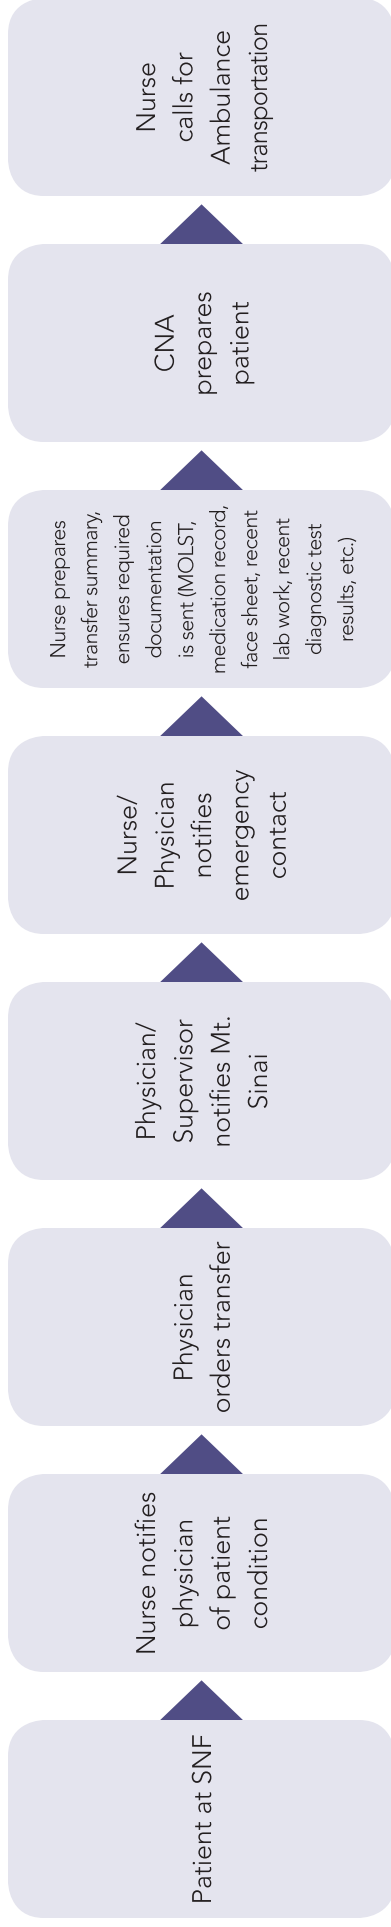 Patient at SNF
Nurse notifies
physician
of patient
condition
Physician
orders transfer
Physician/
Supervisor
notifies Mt.
Sinai
Nurse/
Physician
notifies
emergency
contact
Nurse prepares
transfer summary,
ensures required
documentation
is sent (MOLST,
medication record,
face sheet, recent
lab work, recent
diagnostic test
results, etc.)
CNA
prepares
patient
Nurse
calls for
Ambulance
transportation